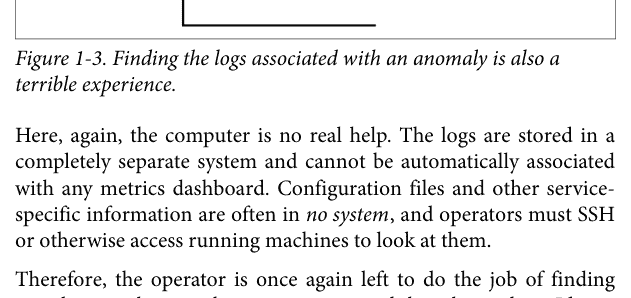 Figure 1-3. Finding the logs associated with an anomaly is also a
terrible experience.
Here, again, the computer is no real help. The logs are stored in a
completely separate system and cannot be automatically associated
with any metrics dashboard. Configuration files and other service-
specific information are often in no system, and operators must SSH
or otherwise access running machines to look at them.
Therefore, the operator is once again left to do the job of finding